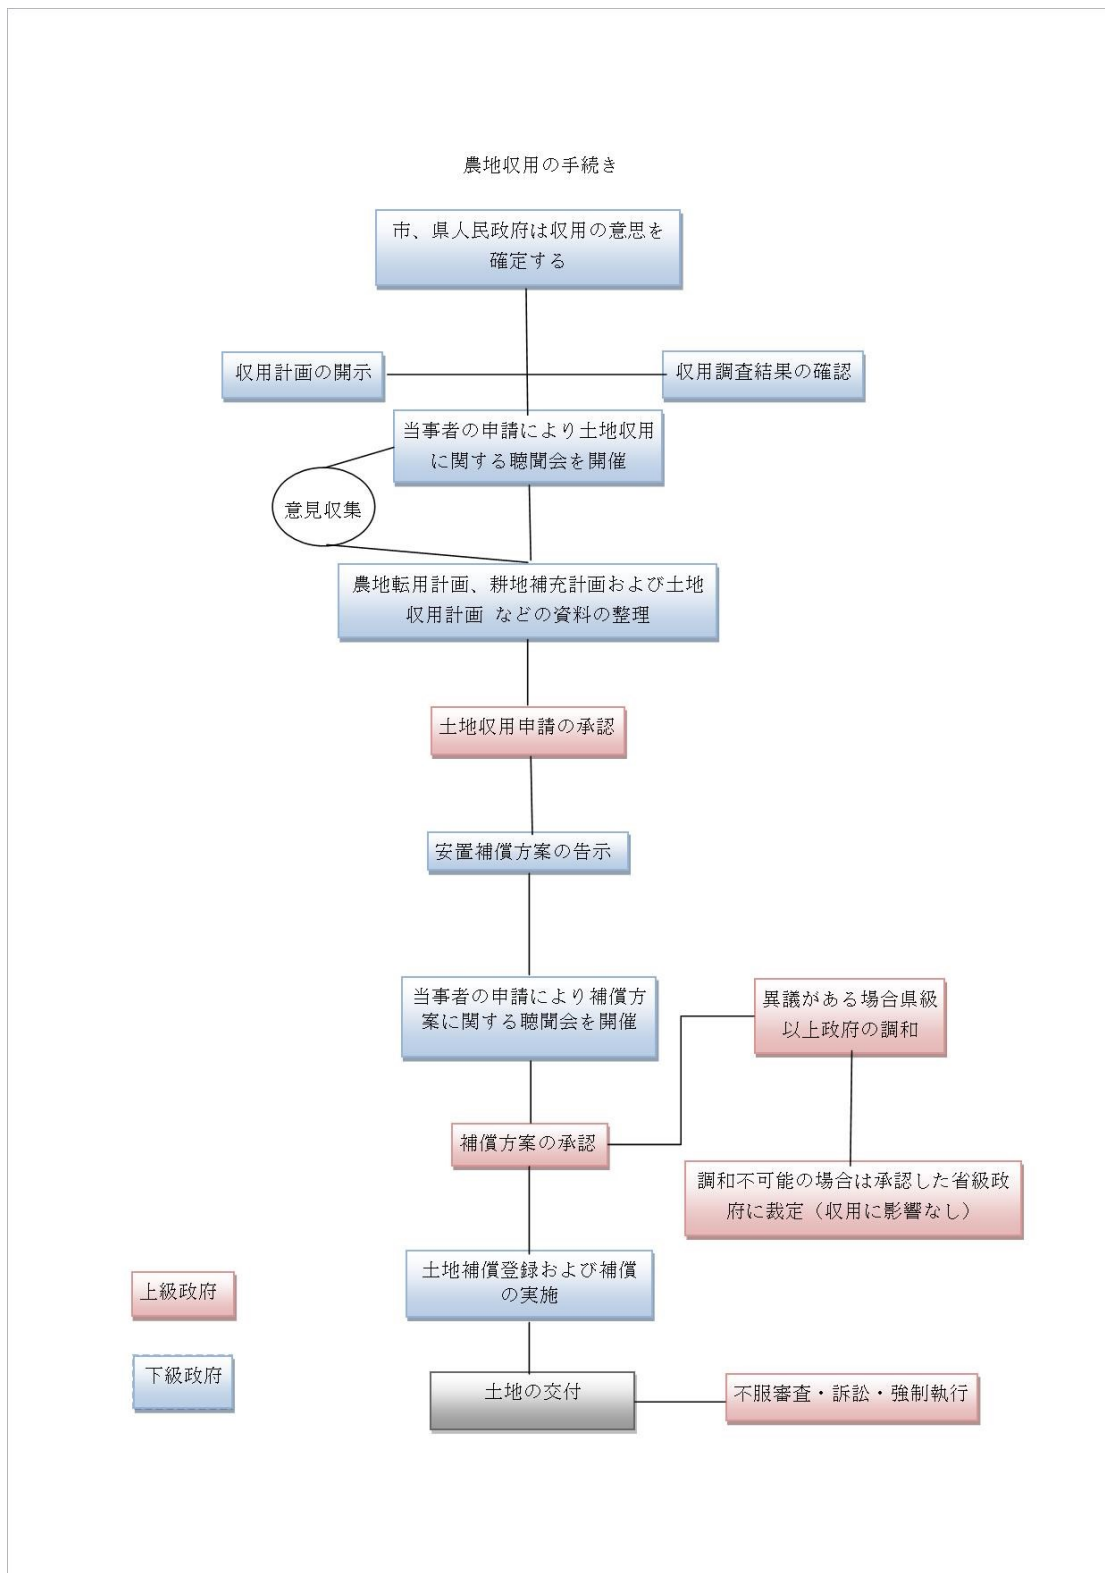 農地収用の手続き
市、県人民政府は収用の意思を
確定する
収用計画の開示
収用調査結果の確認
当事者の申請により土地収用
に関する聴聞会を開催
意見収集
農地転用計画、耕地補充計画および土地
収用計画 などの資料の整理
土地収用申請の承認
安置補償方案の告示
当事者の申請により補償方
案に関する聴聞会を開催
異議がある場合県級
以上政府の調和
補償方案の承認
調和不可能の場合は承認した省級政
府に裁定（収用に影響なし）
土地補償登録および補償
の実施
上級政府
下級政府
土地の交付
不服審査・訴訟・強制執行